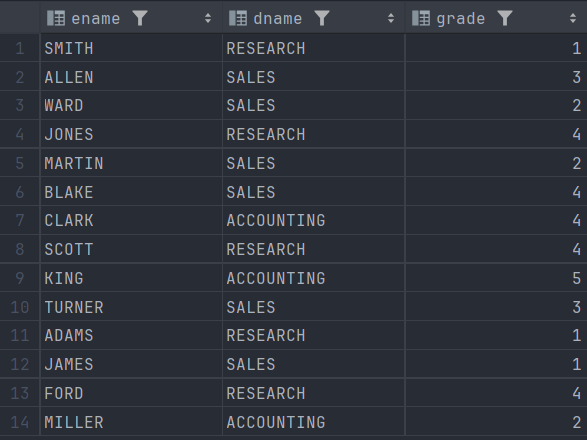 ename dname grade
1 SMITH RESEARCH 1
2 ALLEN SALES 3
3 WARD SALES 2
4 JONES RESEARCH 4
5 MARTIN SALES 2
6 BLAKE SALES 4
7 CLARK ACCOUNTING 4
8 SCOTT RESEARCH 4
9 KING ACCOUNTING 5
10 TURNER SALES 3
11 ADAMS RESEARCH 1
12 JAMES SALES 1
13 FORD RESEARCH 4
14 MILLER ACCOUNTING 2